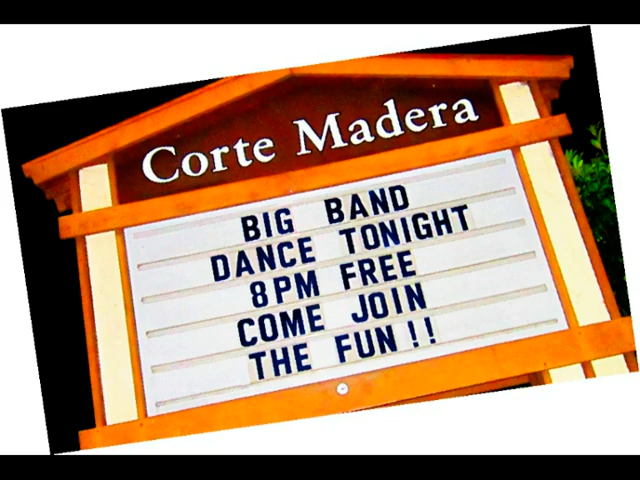 Corte Madera
BIG BAND
DANCE TONIGHT
8PM FREE
COME JOIN
THE FUN!!